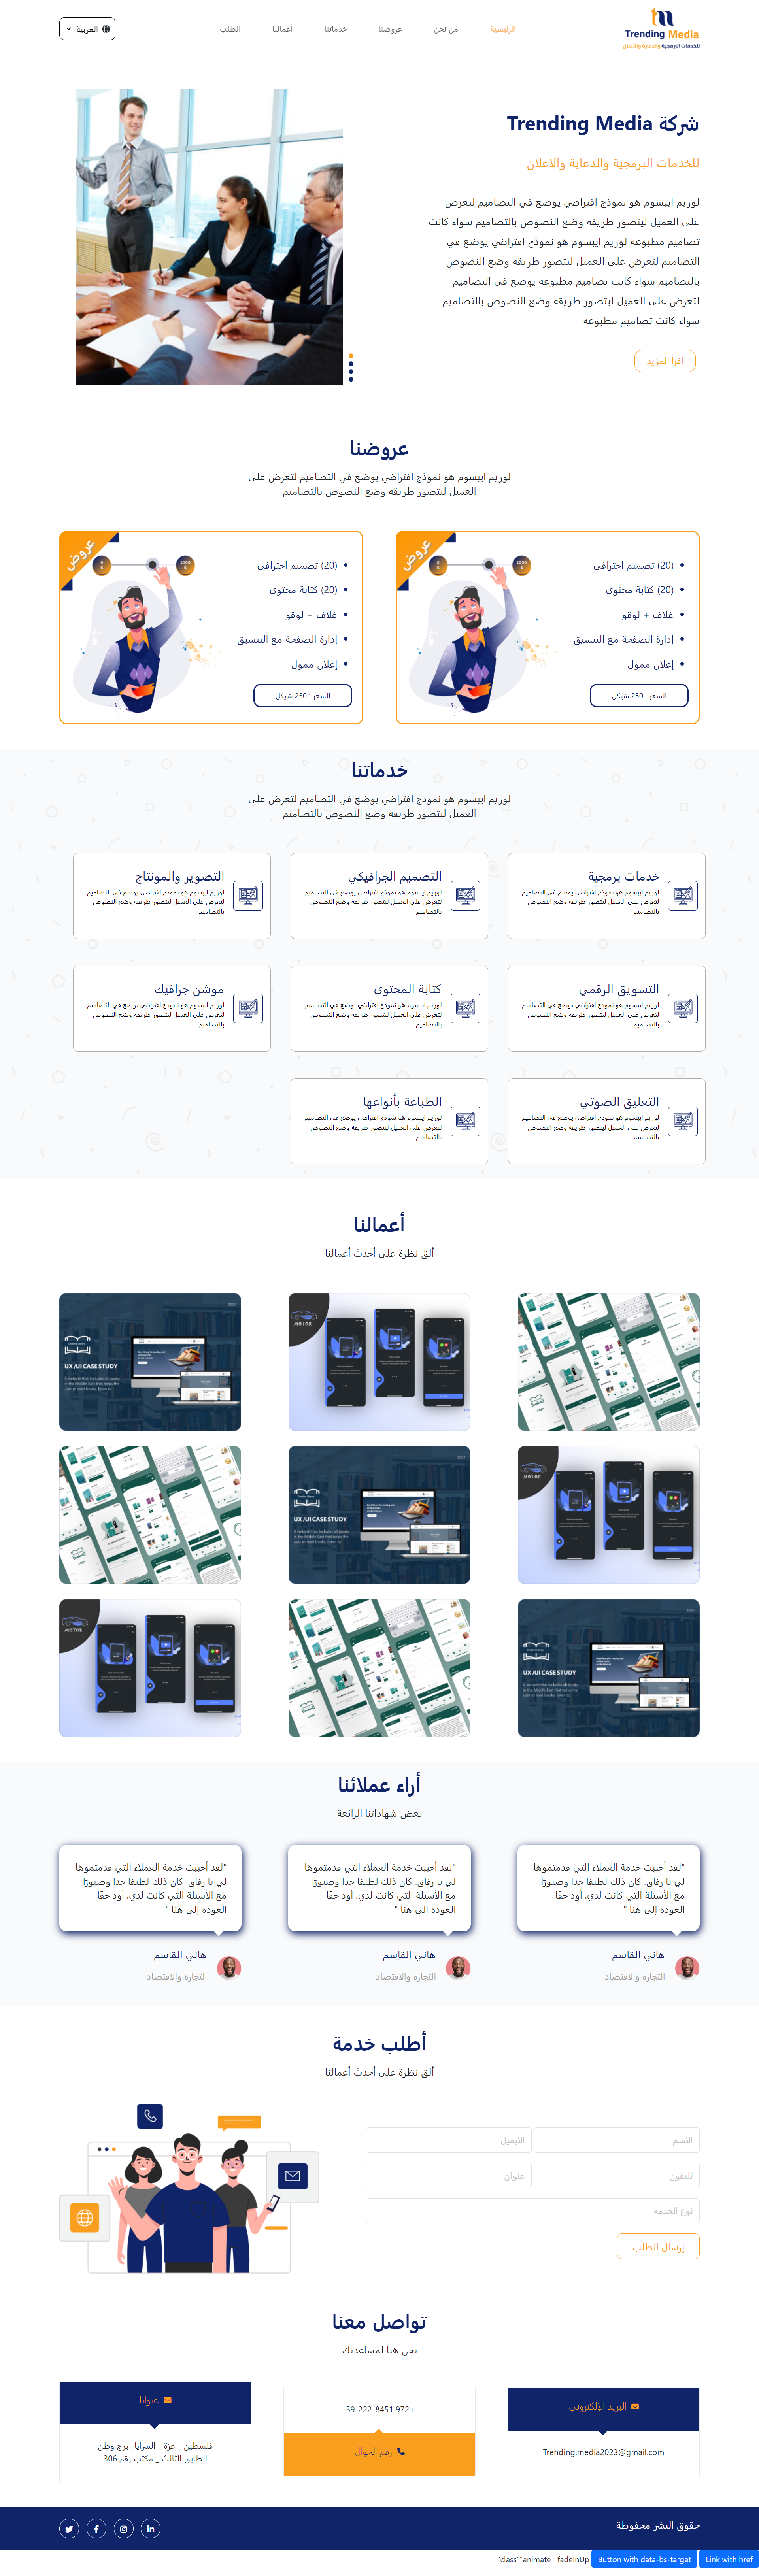 Trending Media
للخدمات البرمجية والدعاية والأعلان
الرئيسية
من نحن
عروضنا
خدماتنا
أعمالنا
الطلب
العربية
شركة Trending Media
للخدمات البرمجية والدعاية والاعلان
لوريم ايبسوم هو نموذج افتراضي يوضع في التصاميم لتعرض
على العميل ليتصور طريقه وضع النصوص بالتصاميم سواء كانت
تصاميم مطبوعه لوريم ايبسوم هو نموذج افتراضي يوضع في
التصاميم لتعرض على العميل ليتصور طريقه وضع النصوص
بالتصاميم سواء كانت تصاميم مطبوعه يوضع في التصاميم
لتعرض على العميل ليتصور طريقه وضع النصوص بالتصاميم
سواء كانت تصاميم مطبوعه
اقرأ المزيد
عروضنا
لوريم ايبسوم هو نموذج افتراضي يوضع في التصاميم لتعرض على
العميل ليتصور طريقه وضع النصوص بالتصاميم
عروض
(20) تصميم احترافي
(20) كتابة محتوى
غلاف + لوقو
إدارة الصفحة مع التنسيق
إعلان ممول
السعر : 250 شيكل
عروض
(20) تصميم احترافي
(20) كتابة محتوى
غلاف + لوقو
إدارة الصفحة مع التنسيق
إعلان ممول
السعر : 250 شيكل
خدماتنا
لوريم ايبسوم هو نموذج افتراضي يوضع في التصاميم لتعرض على
العميل ليتصور طريقه وضع النصوص بالتصاميم
خدمات برمجية
لوريم ايبسوم هو نموذج افتراضي يوضع في التصاميم
لتعرض على العميل ليتصور طريقه وضع النصوص
بالتصاميم
التصميم الجرافيكي
لوريم ايبسوم هو نموذج افتراضي يوضع في التصاميم
لتعرض على العميل ليتصور طريقه وضع النصوص
بالتصاميم
التصوير والمونتاج
لوريم ايبسوم هو نموذج افتراضي يوضع في التصاميم
لتعرض على العميل ليتصور طريقه وضع النصوص
بالتصاميم
التسويق الرقمي
لوريم ايبسوم هو نموذج افتراضي يوضع في التصاميم
لتعرض على العميل ليتصور طريقه وضع النصوص
بالتصاميم
كتابة المحتوى
لوريم ايبسوم هو نموذج افتراضي يوضع في التصاميم
لتعرض على العميل ليتصور طريقه وضع النصوص
بالتصاميم
موشن جرافيك
لوريم ايبسوم هو نموذج افتراضي يوضع في التصاميم
لتعرض على العميل ليتصور طريقه وضع النصوص
بالتصاميم
التعليق الصوتي
لوريم ايبسوم هو نموذج افتراضي يوضع في التصاميم
لتعرض على العميل ليتصور طريقه وضع النصوص
بالتصاميم
الطباعة بأنواعها
لوريم ايبسوم هو نموذج افتراضي يوضع في التصاميم
لتعرض على العميل ليتصور طريقه وضع النصوص
بالتصاميم
أعمالنا
ألق نظرة على أحدث أعمالنا
UX /UI CASE STUDY
UX /UI CASE STUDY
UX /UI CASE STUDY
أراء عملائنا
بعض شهاداتنا الرائعة
"لقد أحببت خدمة العملاء التي قدمتموها
لي يا رفاق. كان ذلك لطيفًا جدًا وصبورًا
مع الأسئلة التي كانت لدي. أود حقًا
العودة إلى هنا "
هاني القاسم
التجارة والاقتصاد
"لقد أحببت خدمة العملاء التي قدمتموها
لي يا رفاق. كان ذلك لطيفًا جدًا وصبورًا
مع الأسئلة التي كانت لدي. أود حقًا
العودة إلى هنا "
هاني القاسم
التجارة والاقتصاد
"لقد أحببت خدمة العملاء التي قدمتموها
لي يا رفاق. كان ذلك لطيفًا جدًا وصبورًا
مع الأسئلة التي كانت لدي. أود حقًا
العودة إلى هنا "
هاني القاسم
التجارة والاقتصاد
أطلب خدمة
ألق نظرة على أحدث أعمالنا
الاسم
الايميل
تليفون
عنوان
نوع الخدمة
إرسال الطلب
تواصل معنا
نحن هنا لمساعدتك
البريد الإلكتروني
Trending.media2023@gmail.com
.59-222-8451 972+
رقم الجوال
عنوانا
فلسطين _ غزة _ السرايا_ برج وطن
الطابق الثالث _ مكتب رقم 306
حقوق النشر محفوظة
Link with href
Button with data-bs-target
"class""animate__fadeInUp